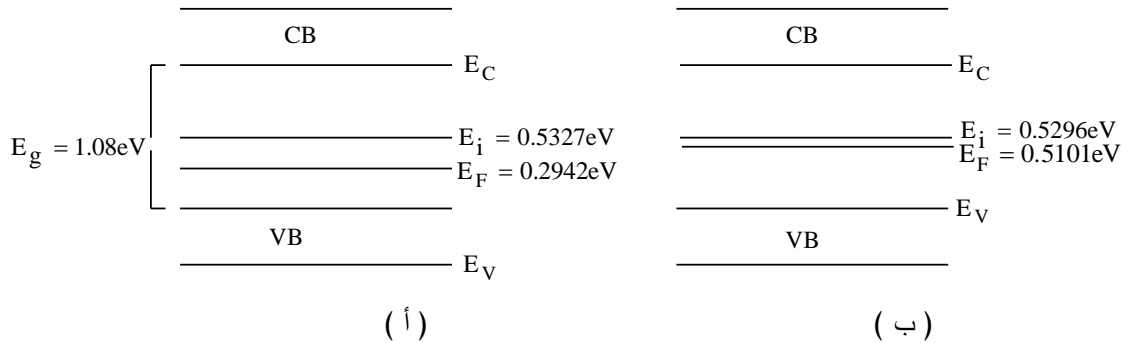 CB
E_C
E_g = 1.08eV
E_i = 0.5327eV
E_F = 0.2942eV
VB
E_V
( أ )
CB
E_C
E_i = 0.5296eV
E_F = 0.5101eV
E_V
VB
( ب )